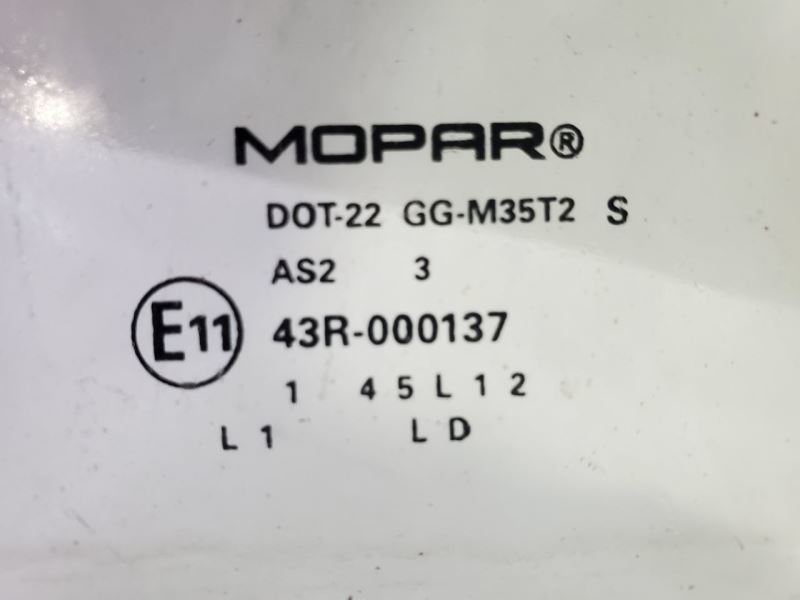 MOPAR®
DOT-22 GG-M35T2 S
AS2 3
E11 43R-000137
1 4 5 L 1 2
L 1 L D